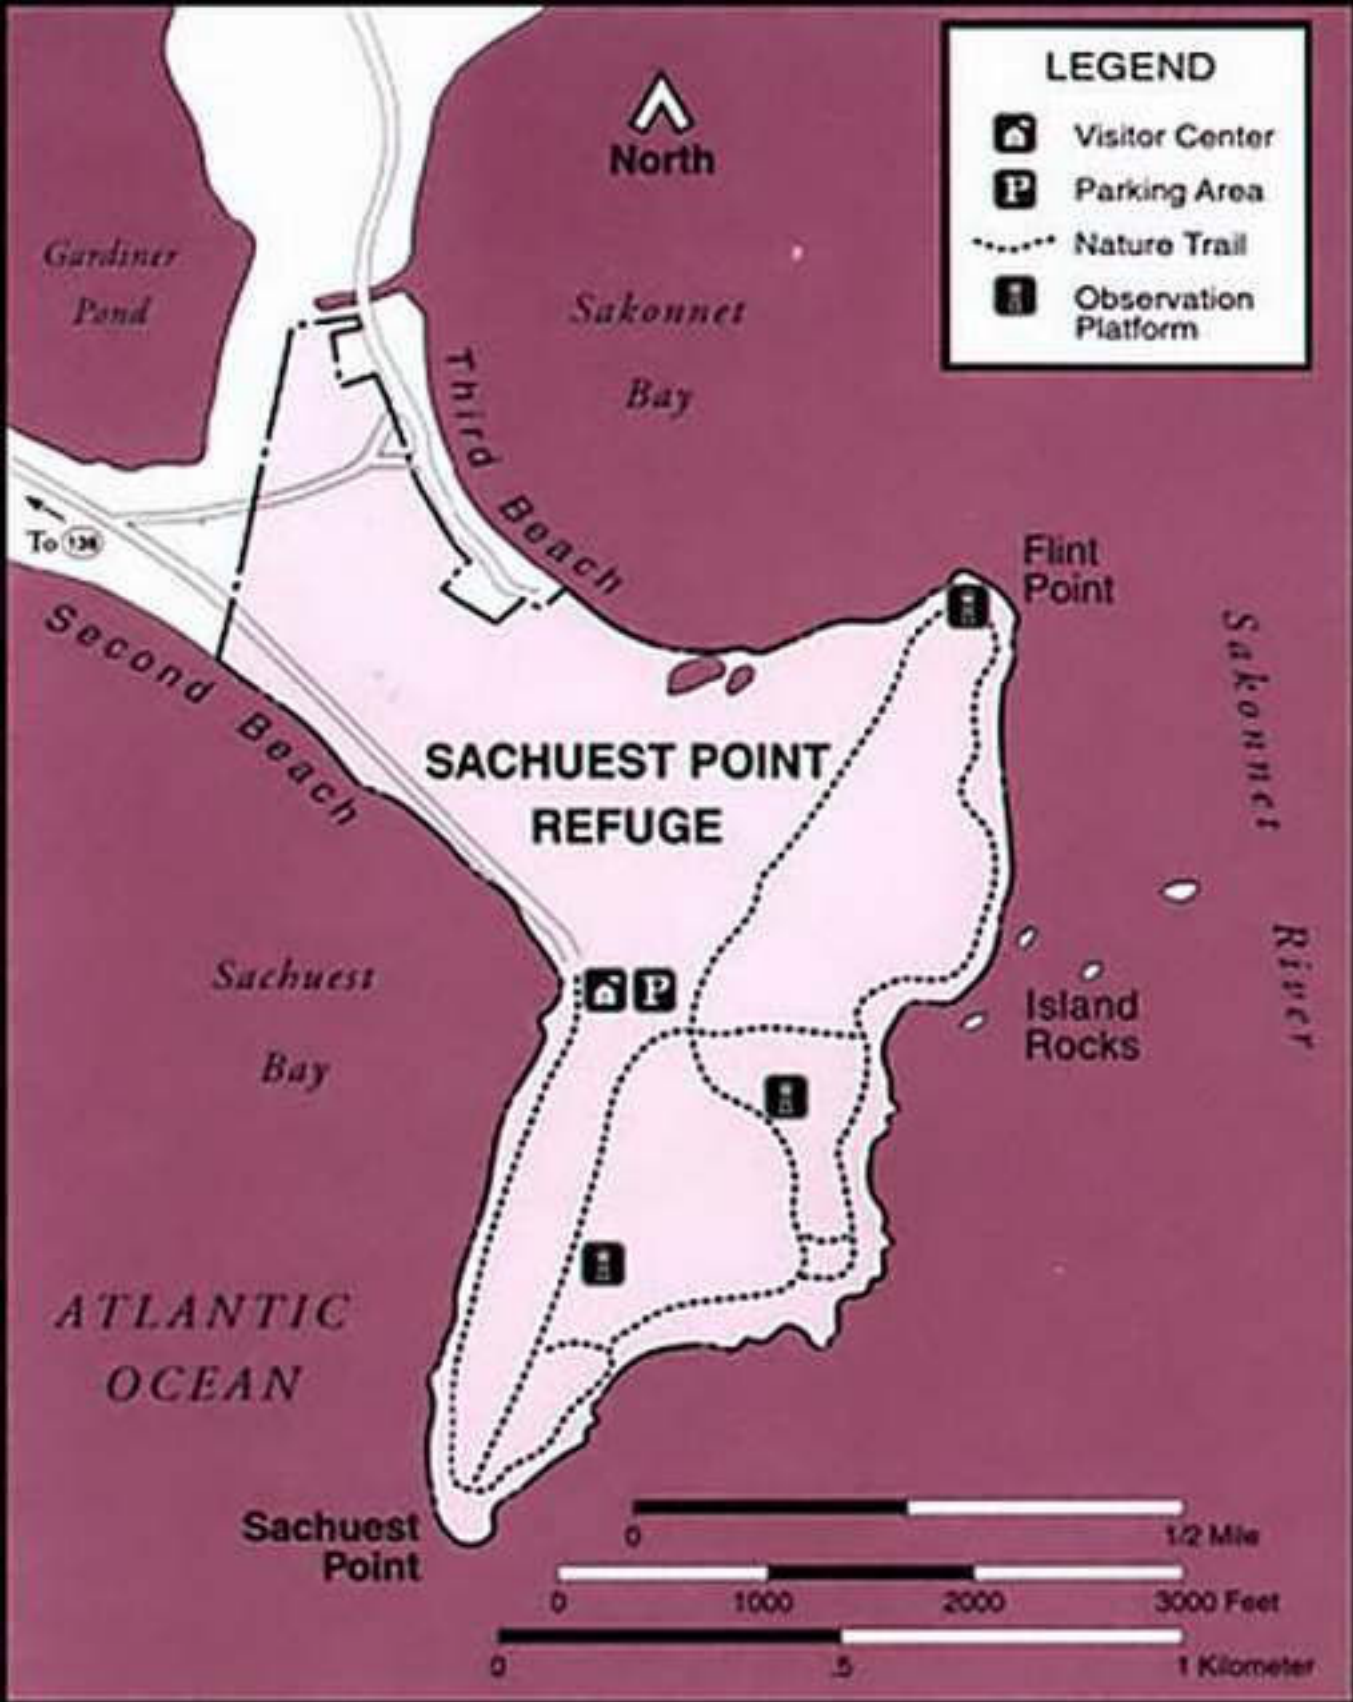 LEGEND
Visitor Center
P
Parking Area
Nature Trail
Observation
Platform
North
Gardiner
Pond
Sakonnet
Bay
Third Beach
To 138
Second Beach
Flint
Point
Sakonnet River
SACHUEST POINT
REFUGE
P
Sachuest
Bay
Island
Rocks
ATLANTIC
OCEAN
Sachuest
Point
0 1/2 Mile
0 1000 2000 3000 Feet
0 .5 1 Kilometer